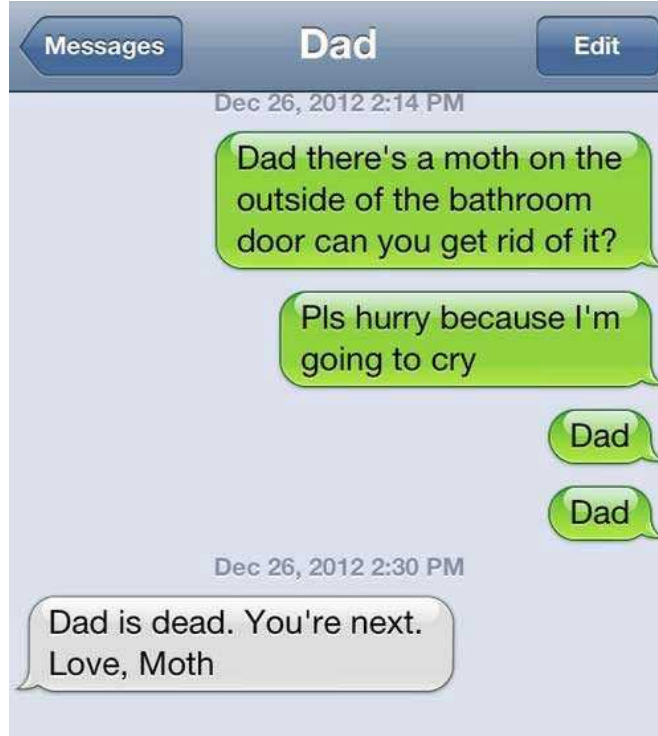 Messages Dad Edit
Dec 26, 2012 2:14 PM
Dad there's a moth on the
outside of the bathroom
door can you get rid of it?
Pls hurry because I'm
going to cry
Dad
Dad
Dec 26, 2012 2:30 PM
Dad is dead. You're next.
Love, Moth